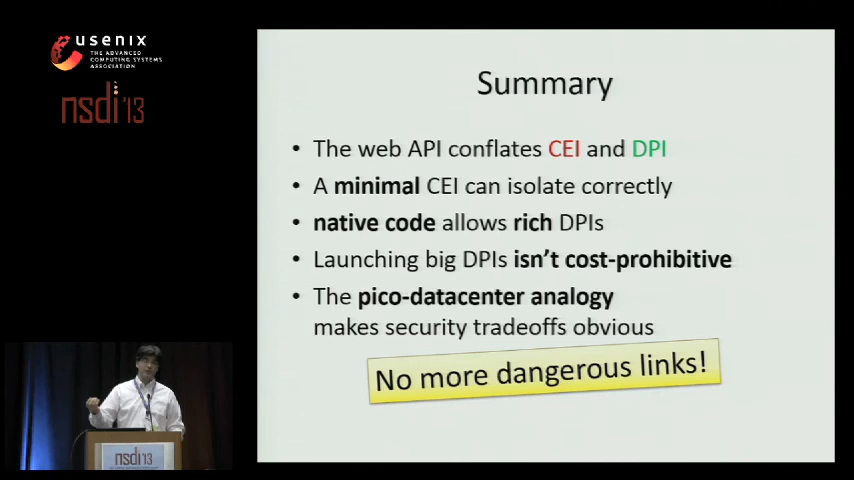 usenix
THE ADVANCED
COMPUTING SYSTEMS
ASSOCIATION
nsdi'13
Summary
• The web API conflates CEI and DPI
• A minimal CEI can isolate correctly
• native code allows rich DPIs
• Launching big DPIs isn't cost-prohibitive
• The pico-datacenter analogy
makes security tradeoffs obvious
No more dangerous links!
nsdi'13